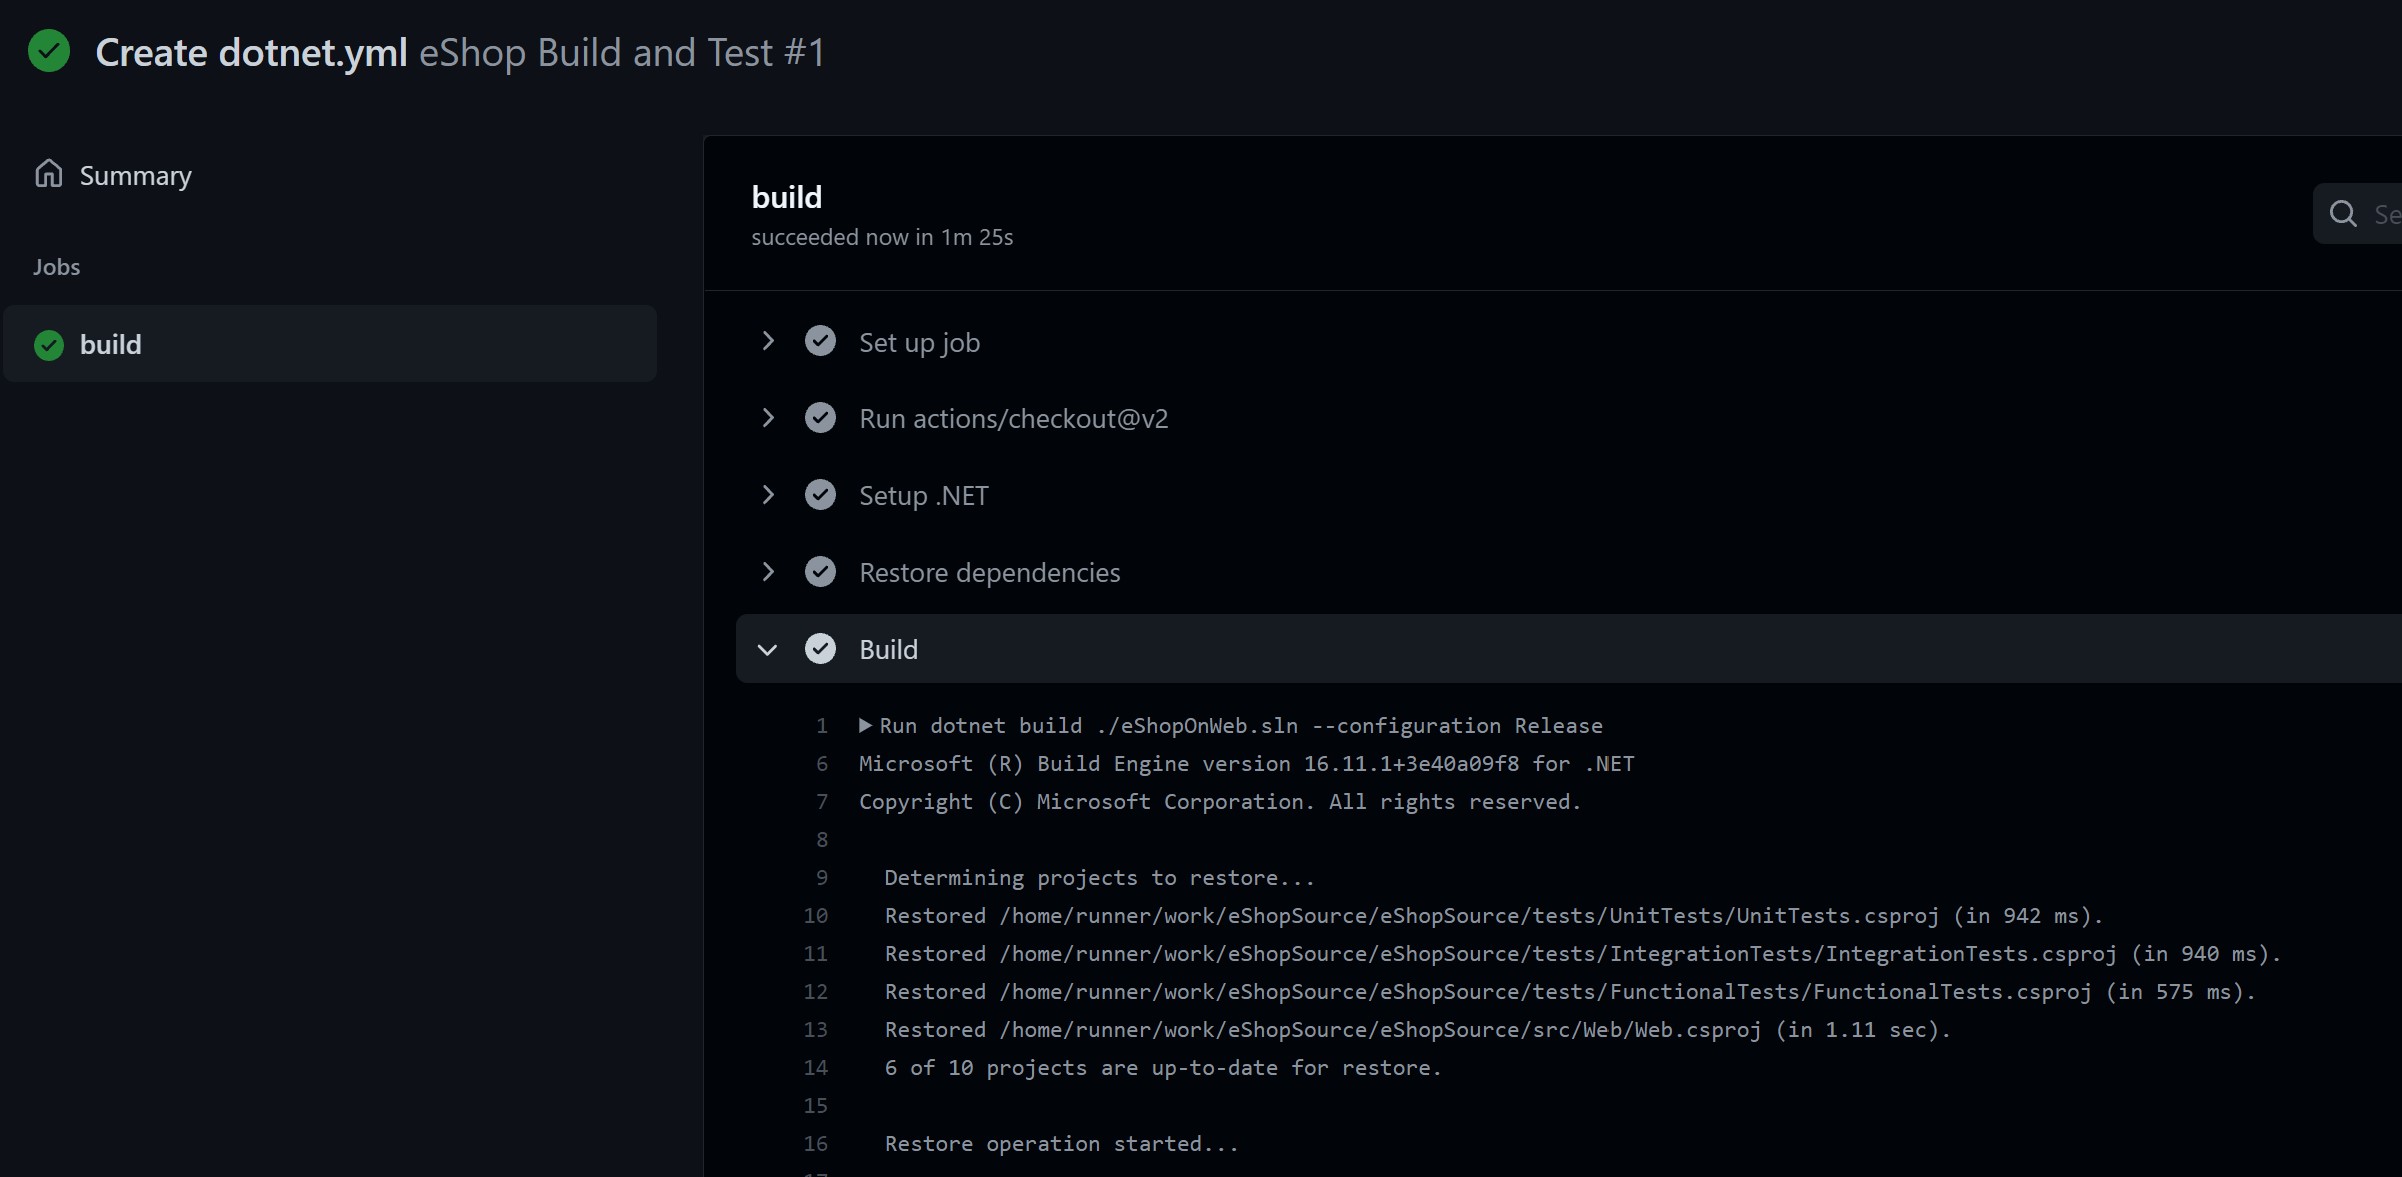 Create dotnet.yml eShop Build and Test #1
Summary
Jobs
build
build
succeeded now in 1m 25s
Se
Set up job
Run actions/checkout@v2
Setup .NET
Restore dependencies
Build
1 Run dotnet build ./eShopOnWeb.sln --configuration Release
6 Microsoft (R) Build Engine version 16.11.1+3e40a09f8 for .NET
7 Copyright (C) Microsoft Corporation. All rights reserved.
8
9 Determining projects to restore...
10 Restored /home/runner/work/eShopSource/eShopSource/tests/UnitTests/UnitTests.csproj (in 942 ms).
11 Restored /home/runner/work/eShopSource/eShopSource/tests/IntegrationTests/IntegrationTests.csproj (in 940 ms).
12 Restored /home/runner/work/eShopSource/eShopSource/tests/FunctionalTests/FunctionalTests.csproj (in 575 ms).
13 Restored /home/runner/work/eShopSource/eShopSource/src/Web/Web.csproj (in 1.11 sec).
14 6 of 10 projects are up-to-date for restore.
15
16 Restore operation started...